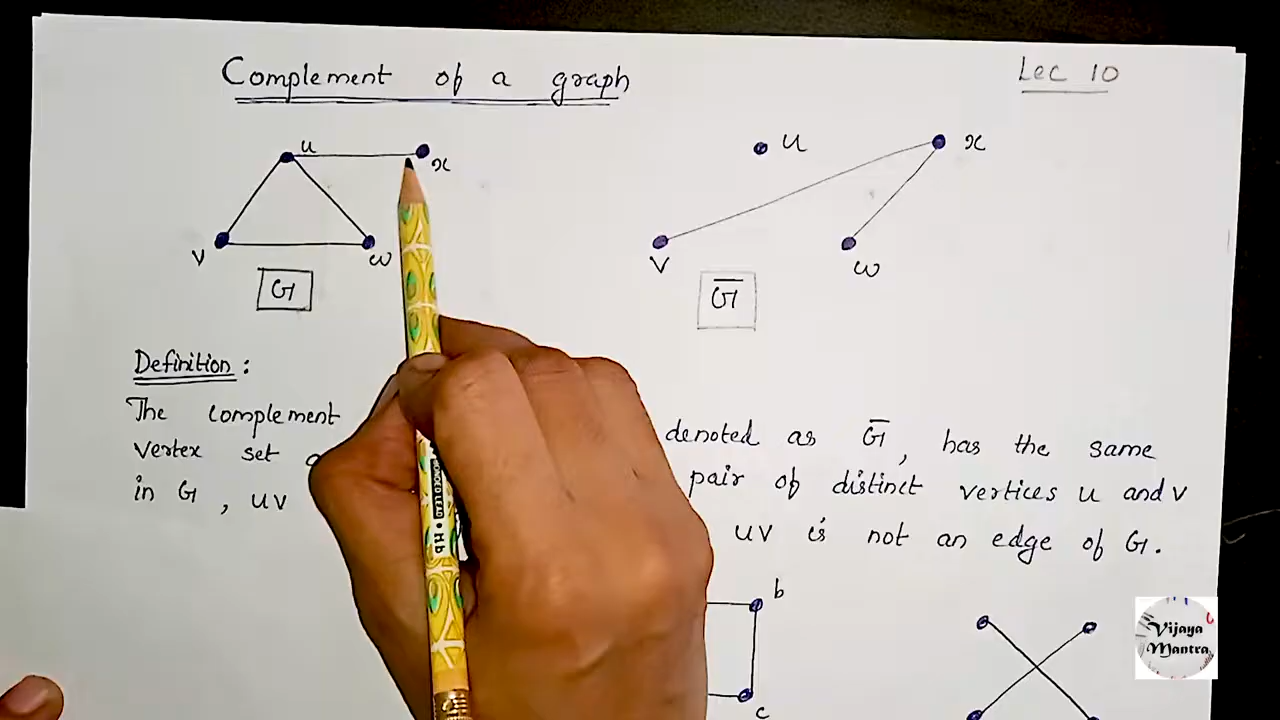 Complement of a graph
Lec 10
u
x
v
w
G
u
x
v
w
G̅
Definition :
The complement denoted as G̅, has the same
vertex set pair of distinct vertices u and v
in G, uv uv is not an edge of G.
b
c
Vijaya
Mantra
HB